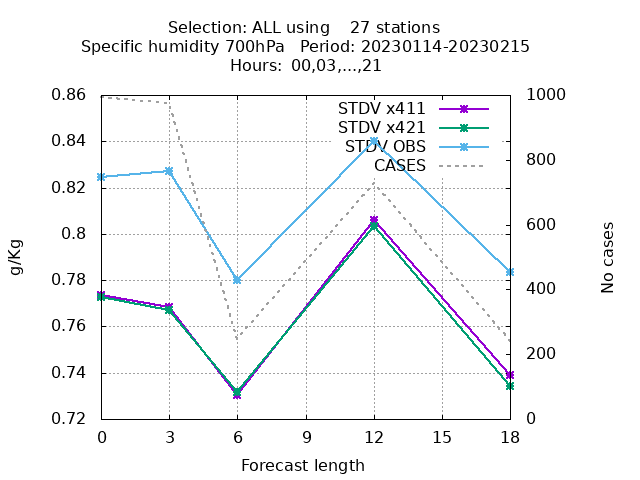 Selection: ALL using    27 stations
Specific humidity 700hPa   Period: 20230114-20230215
Hours:  00,03,...,21
STDV x411
STDV x421
STDV OBS
CASES
0.86
0.84
0.82
0.8
0.78
0.76
0.74
0.72
1000
800
600
400
200
0
g/Kg
No cases
0 3 6 9 12 15 18
Forecast length